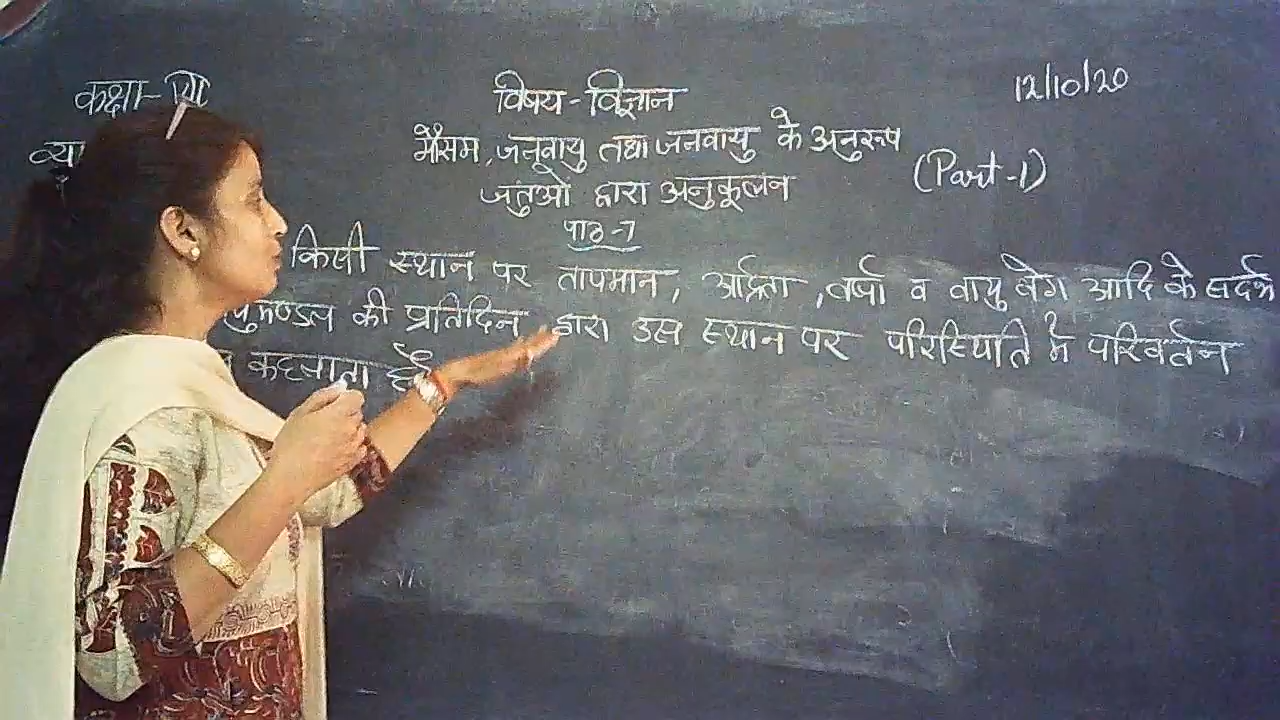 कक्षा- VII
विषय - विज्ञान
12/10/20
मौसम, जलवायु तथा जलवायु के अनुरूप
जंतुओं द्वारा अनुकूलन
(Part -1)
पाठ -7
किसी स्थान पर तापमान, आर्द्रता, वर्षा व वायु वेग आदि के संदर्भ
की प्रतिदिन द्वारा उस स्थान पर परिस्थिति में परिवर्तन
कहलाता है